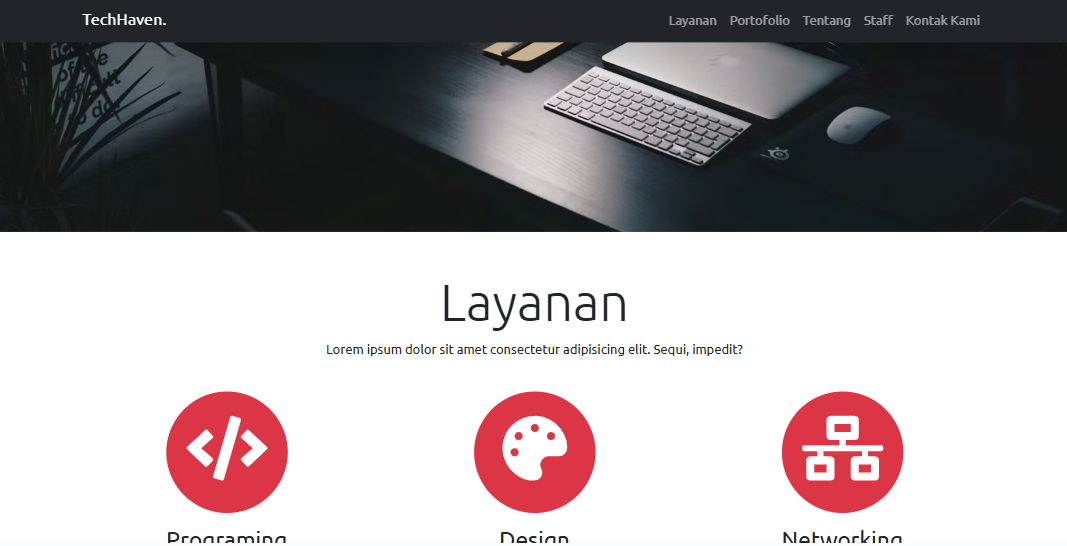 TechHaven.
Layanan Portofolio Tentang Staff Kontak Kami
Layanan
Lorem ipsum dolor sit amet consectetur adipisicing elit. Sequi, impedit?
Programing Design Networking